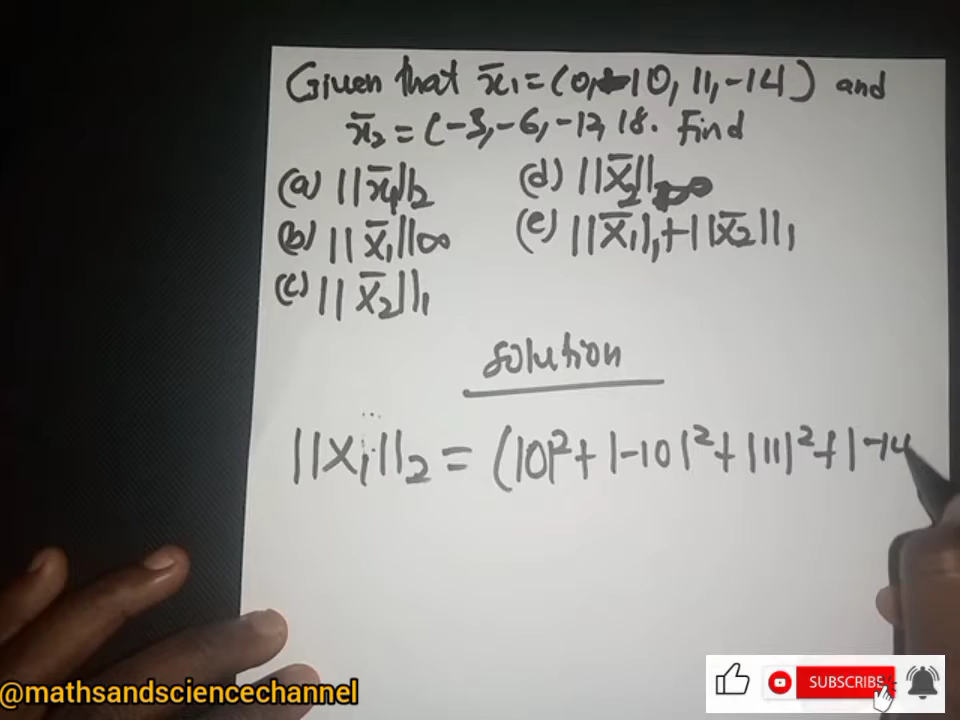 Given that x̄₁ = (0, -10, 11, -14) and
x̄₂ = (-3, -6, -17, 18. Find
(a) ||x̄₁||₂ (d) ||x̄₂||∞
(b) ||x̄₁||∞ (e) ||x̄₁||₁ + ||x̄₂||₁
(c) ||x̄₂||₁
Solution
||x₁||₂ = (|0|² + |-10|² + |11|² + |-14
@mathsandsciencechannel
SUBSCRIBE